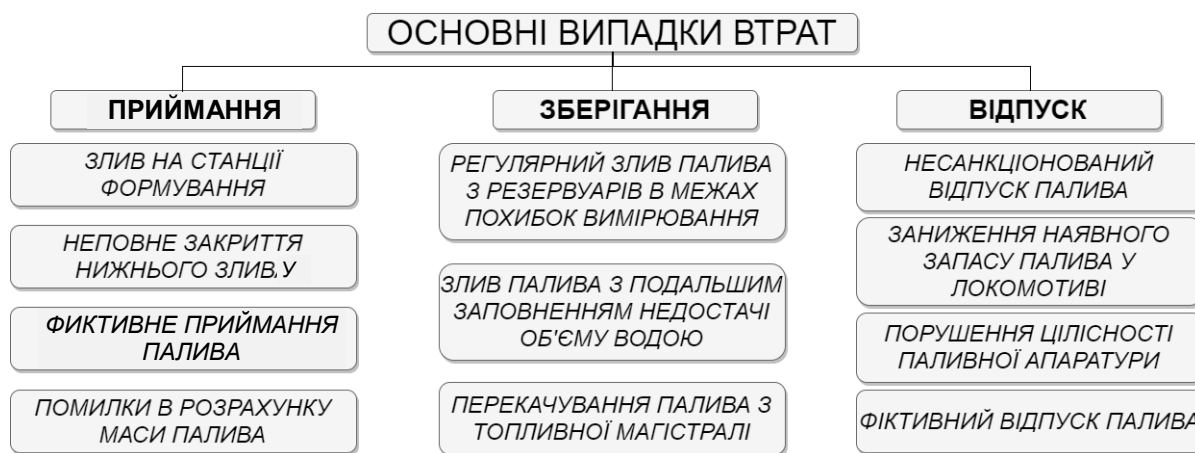 ОСНОВНІ ВИПАДКИ ВТРАТ
ПРИЙМАННЯ
ЗЛИВ НА СТАНЦІЇ
ФОРМУВАННЯ
НЕПОВНЕ ЗАКРИТТЯ
НИЖНЬОГО ЗЛИВУ
ФИКТИВНЕ ПРИЙМАННЯ
ПАЛИВА
ПОМИЛКИ В РОЗРАХУНКУ
МАСИ ПАЛИВА
ЗБЕРІГАННЯ
РЕГУЛЯРНИЙ ЗЛИВ ПАЛИВА
З РЕЗЕРВУАРІВ В МЕЖАХ
ПОХИБОК ВИМІРЮВАННЯ
ЗЛИВ ПАЛИВА З ПОДАЛЬШИМ
ЗАПОВНЕННЯМ НЕДОСТАЧІ
ОБ'ЄМУ ВОДОЮ
ПЕРЕКАЧУВАННЯ ПАЛИВА З
ТОПЛИВНОЇ МАГІСТРАЛІ
ВІДПУСК
НЕСАНКЦІОНОВАНИЙ
ВІДПУСК ПАЛИВА
ЗАНИЖЕННЯ НАЯВНОГО
ЗАПАСУ ПАЛИВА У
ЛОКОМОТИВІ
ПОРУШЕННЯ ЦІЛІСНОСТІ
ПАЛИВНОЇ АПАРАТУРИ
ФІКТИВНИЙ ВІДПУСК ПАЛИВА